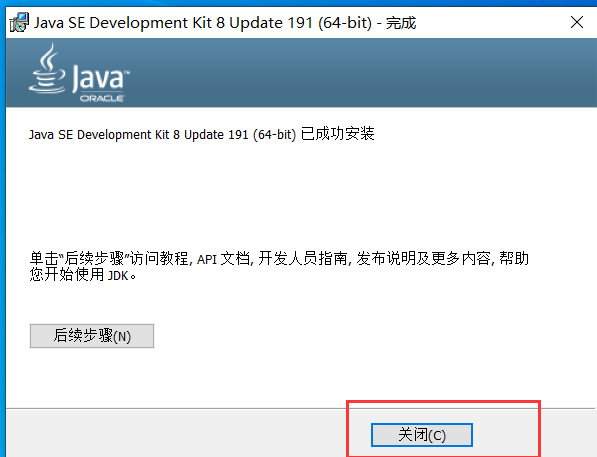 Java SE Development Kit 8 Update 191 (64-bit) - 完成
Java™
ORACLE
Java SE Development Kit 8 Update 191 (64-bit) 已成功安装
单击“后续步骤”访问教程, API 文档, 开发人员指南, 发布说明及更多内容, 帮助
您开始使用 JDK。
后续步骤(N)
关闭(C)